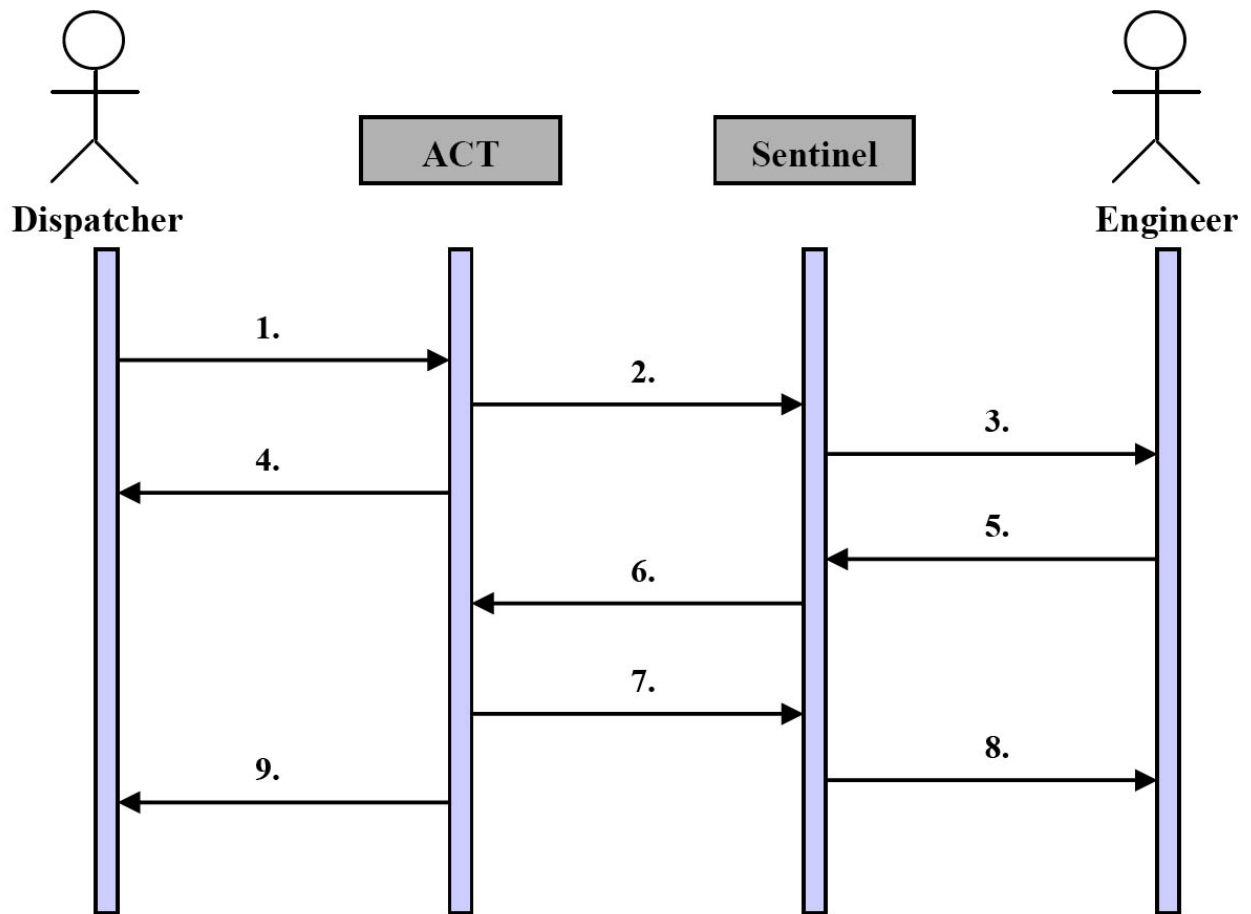 ACT
Sentinel
Dispatcher
Engineer
1.
2.
3.
4.
5.
6.
7.
8.
9.